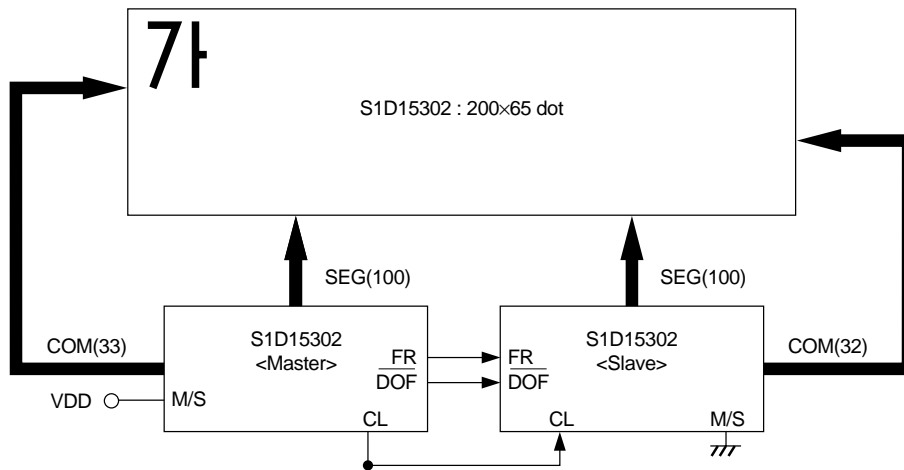 가
S1D15302 : 200×65 dot
SEG(100)
SEG(100)
COM(33)
S1D15302
<Master>
FR
DOF
M/S
VDD
CL
S1D15302
<Slave>
FR
DOF
CL
M/S
COM(32)